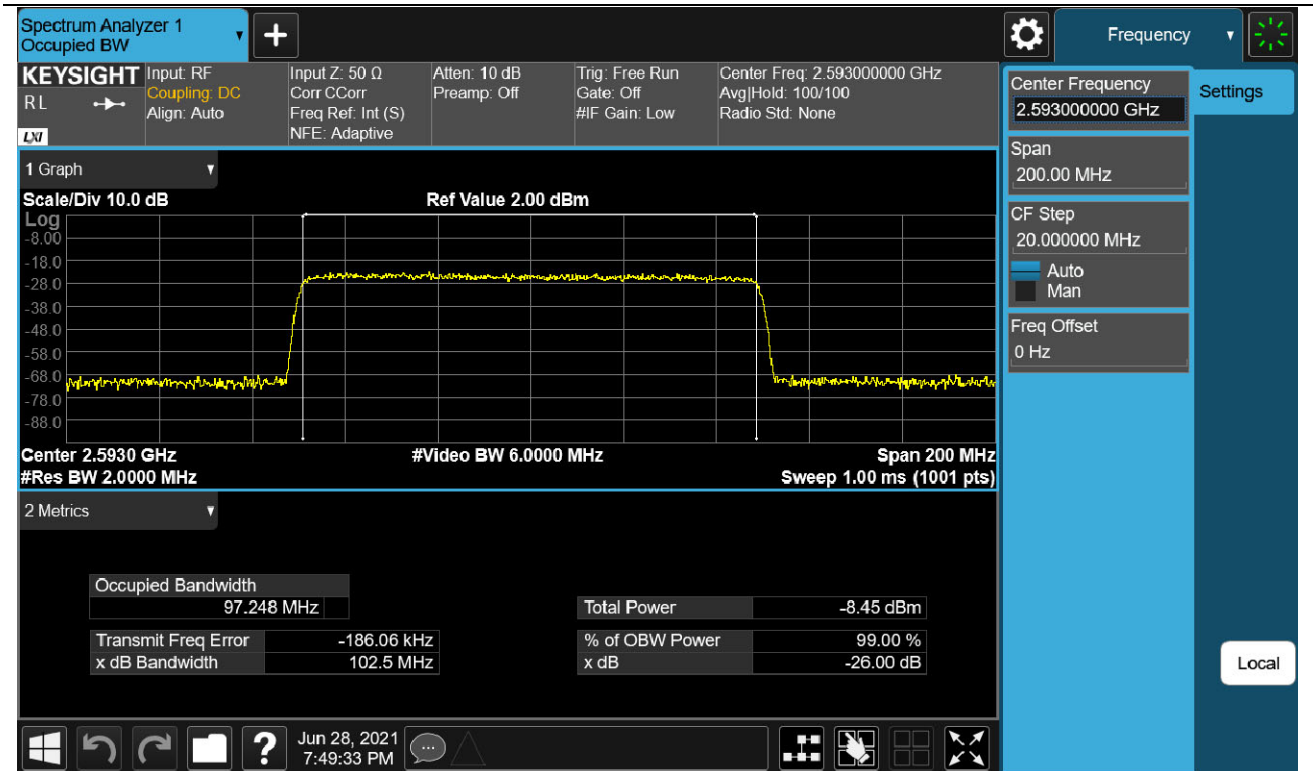 Spectrum Analyzer 1
Occupied BW
Frequency
KEYSIGHT
RL
LXI
Input: RF
Coupling: DC
Align: Auto
Input Z: 50 Ω
Corr CCorr
Freq Ref: Int (S)
NFE: Adaptive
Atten: 10 dB
Preamp: Off
Trig: Free Run
Gate: Off
#IF Gain: Low
Center Freq: 2.593000000 GHz
Avg|Hold: 100/100
Radio Std: None
Center Frequency
2.593000000 GHz
Settings
Span
200.00 MHz
CF Step
20.000000 MHz
Auto
Man
Freq Offset
0 Hz
1 Graph
Scale/Div 10.0 dB
Ref Value 2.00 dBm
Log
-8.00
-18.0
-28.0
-38.0
-48.0
-58.0
-68.0
-78.0
-88.0
Center 2.5930 GHz
#Video BW 6.0000 MHz
Span 200 MHz
#Res BW 2.0000 MHz
Sweep 1.00 ms (1001 pts)
2 Metrics
Occupied Bandwidth
97.248 MHz
Total Power -8.45 dBm
Transmit Freq Error -186.06 kHz
% of OBW Power 99.00 %
x dB Bandwidth 102.5 MHz
x dB -26.00 dB
Local
?
Jun 28, 2021
7:49:33 PM